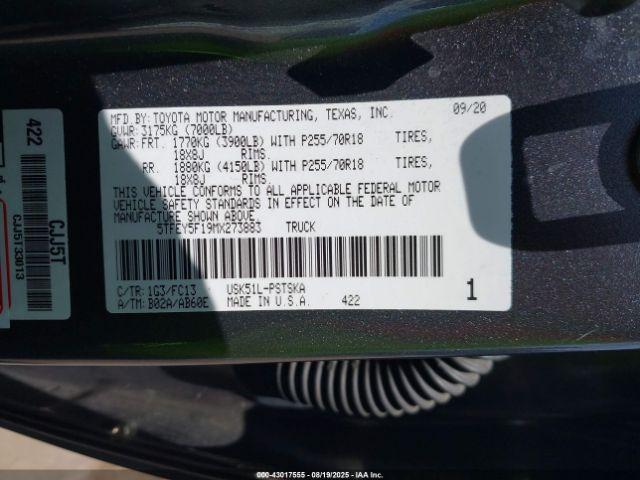 MFD.BY:TOYOTA MOTOR MANUFACTURING, TEXAS, INC. 09/20
GVWR:3175KG (7000LB)
GAWR:FRT. 1770KG (3900LB) WITH P255/70R18 TIRES,
18X8J RIMS.
RR. 1880KG (4150LB) WITH P255/70R18 TIRES,
18X8J RIMS.
THIS VEHICLE CONFORMS TO ALL APPLICABLE FEDERAL MOTOR
VEHICLE SAFETY STANDARDS IN EFFECT ON THE DATE OF
MANUFACTURE SHOWN ABOVE.
5TFEY5F19MX273883 TRUCK
C/TR:1G3/FC13 USK51L-PSTSKA
A/TM:B02A/AB60E MADE IN U.S.A. 422 1
422
CJJ5T
CJJ5T33013
000-43017555 - 08/19/2025 - IAA Inc.